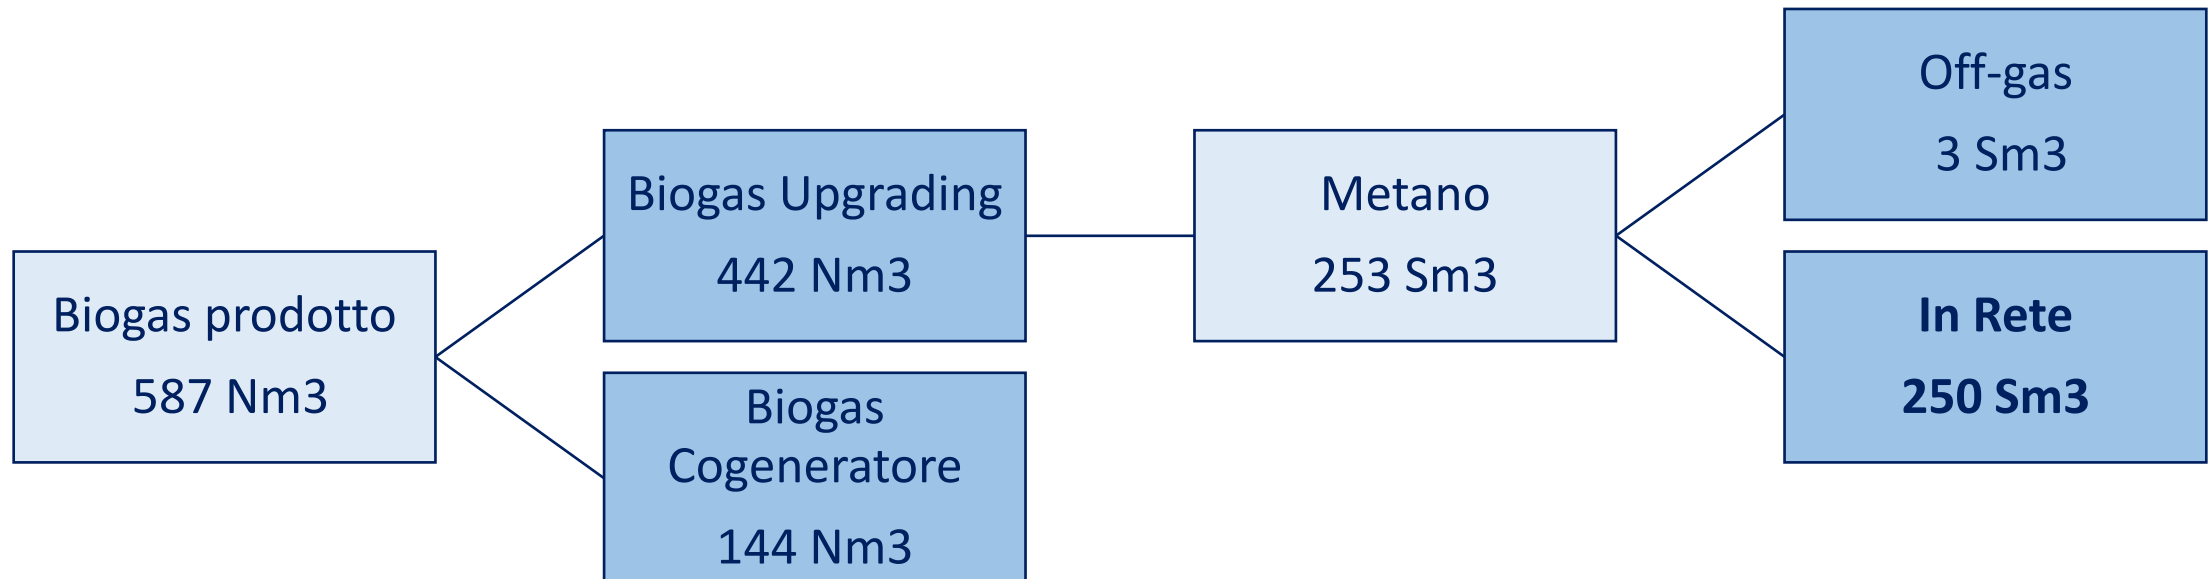 Biogas prodotto
587 Nm3
Biogas Upgrading
442 Nm3
Biogas
Cogeneratore
144 Nm3
Metano
253 Sm3
Off-gas
3 Sm3
In Rete
250 Sm3